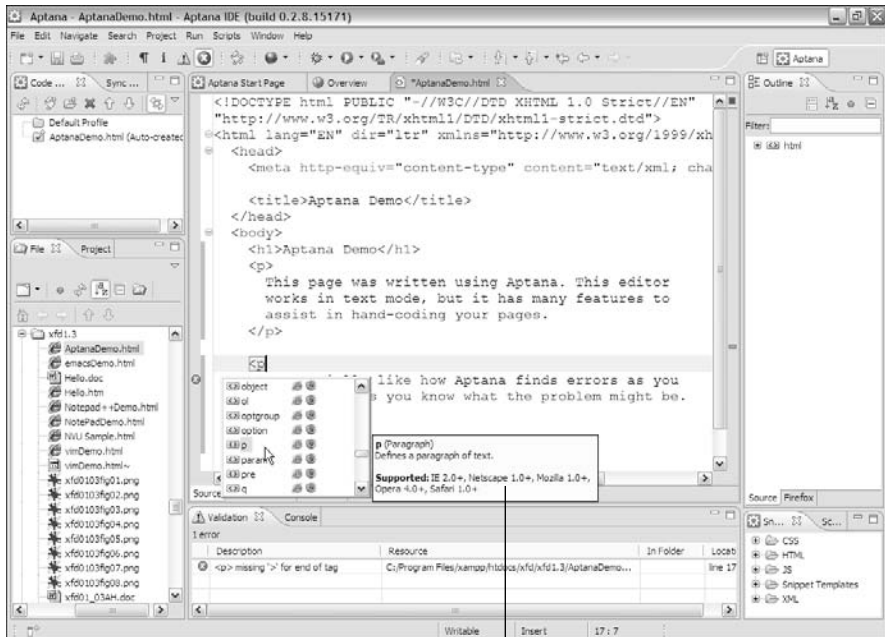 Aptana - AptanaDemo.html - Aptana IDE (build 0.2.8.15171)
File Edit Navigate Search Project Run Scripts Window Help
Aptana
Code ... Sync ...
Default Profile
AptanaDemo.html (Auto-created
File Project
xfd1.3
AptanaDemo.html
emacsDemo.html
Hello.doc
Hello.htm
Notepad++Demo.html
NotePadDemo.html
NVU Sample.html
vimDemo.html
vimDemo.html~
xfd0103fig01.png
xfd0103fig02.png
xfd0103fig03.png
xfd0103fig04.png
xfd0103fig05.png
xfd0103fig06.png
xfd0103fig07.png
xfd0103fig08.png
xfd01_03AH.doc
Aptana Start Page Overview *AptanaDemo.html
<!DOCTYPE html PUBLIC "-//W3C//DTD XHTML 1.0 Strict//EN"
"http://www.w3.org/TR/xhtml1/DTD/xhtml1-strict.dtd">
<html lang="EN" dir="ltr" xmlns="http://www.w3.org/1999/xh
<head>
<meta http-equiv="content-type" content="text/xml; cha
<title>Aptana Demo</title>
</head>
<body>
<h1>Aptana Demo</h1>
<p>
This page was written using Aptana. This editor
works in text mode, but it has many features to
assist in hand-coding your pages.
</p>
<p
like how Aptana finds errors as you
s you know what the problem might be.
object
ol
optgroup
option
p
param
pre
q
p (Paragraph)
Defines a paragraph of text.
Supported: IE 2.0+, Netscape 1.0+, Mozilla 1.0+,
Opera 4.0+, Safari 1.0+
Source
Validation Console
1 error
Description Resource In Folder Locati
<p> missing '>' for end of tag C:/Program Files/xampp/htdocs/xfd/xfd1.3/AptanaDemo... line 17
Outline
Filter:
html
Source Firefox
Sn... Sc...
CSS
HTML
JS
Snippet Templates
XML
Writable Insert 17 : 7